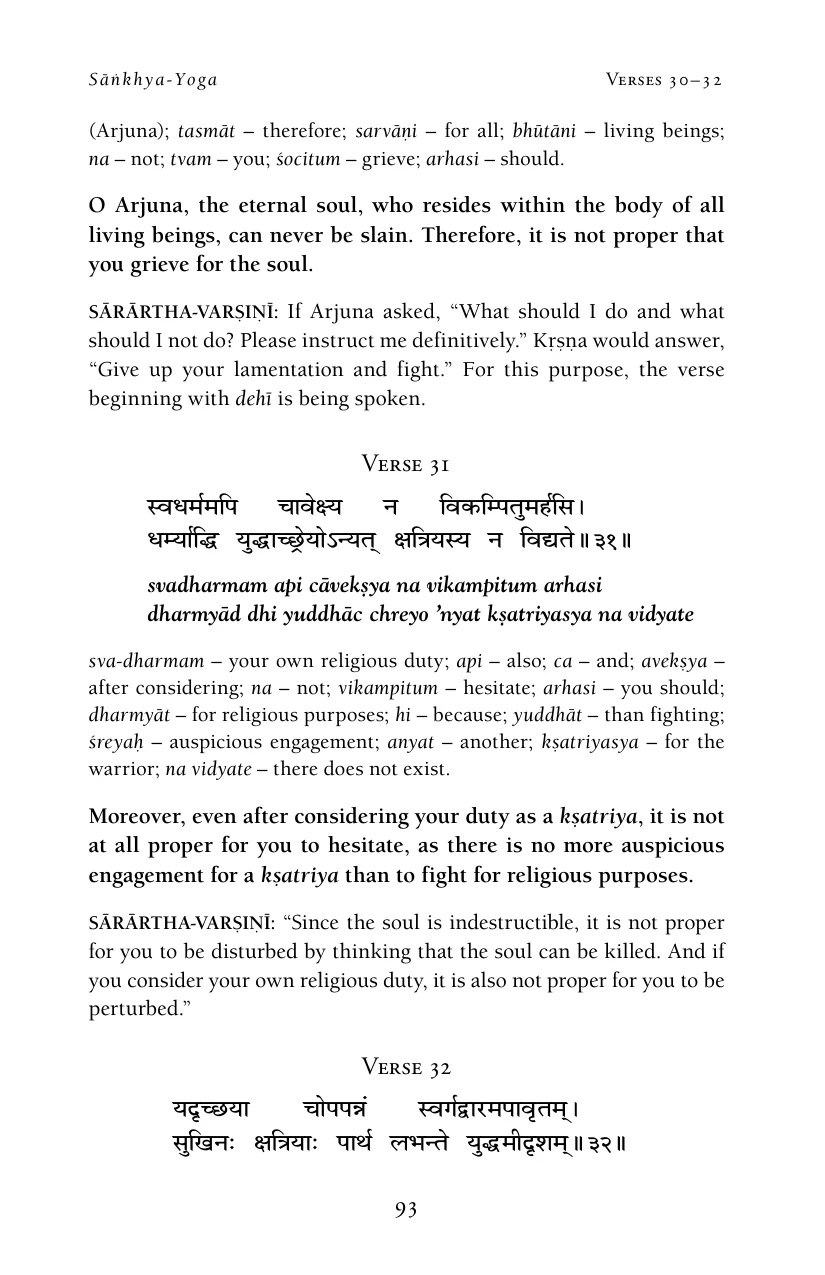 Sāṅkhya-Yoga Verses 30–32
(Arjuna); tasmāt – therefore; sarvāṇi – for all; bhūtāni – living beings;
na – not; tvam – you; śocitum – grieve; arhasi – should.
O Arjuna, the eternal soul, who resides within the body of all
living beings, can never be slain. Therefore, it is not proper that
you grieve for the soul.
SĀRĀRTHA-VARṢIṆĪ: If Arjuna asked, “What should I do and what
should I not do? Please instruct me definitively.” Kṛṣṇa would answer,
“Give up your lamentation and fight.” For this purpose, the verse
beginning with dehī is being spoken.
Verse 31
स्वधर्ममपि चावेक्ष्य न विकम्पितुमर्हसि।
धर्म्याद्धि युद्धाच्छ्रेयोऽन्यत् क्षत्रियस्य न विद्यते॥३१॥
svadharmam api cāvekṣya na vikampitum arhasi
dharmyād dhi yuddhāc chreyo ’nyat kṣatriyasya na vidyate
sva-dharmam – your own religious duty; api – also; ca – and; avekṣya –
after considering; na – not; vikampitum – hesitate; arhasi – you should;
dharmyāt – for religious purposes; hi – because; yuddhāt – than fighting;
śreyaḥ – auspicious engagement; anyat – another; kṣatriyasya – for the
warrior; na vidyate – there does not exist.
Moreover, even after considering your duty as a kṣatriya, it is not
at all proper for you to hesitate, as there is no more auspicious
engagement for a kṣatriya than to fight for religious purposes.
SĀRĀRTHA-VARṢIṆĪ: “Since the soul is indestructible, it is not proper
for you to be disturbed by thinking that the soul can be killed. And if
you consider your own religious duty, it is also not proper for you to be
perturbed.”
Verse 32
यदृच्छया चोपपन्नं स्वर्गद्वारमपावृतम्।
सुखिनः क्षत्रियाः पार्थ लभन्ते युद्धमीदृशम्॥३२॥
93